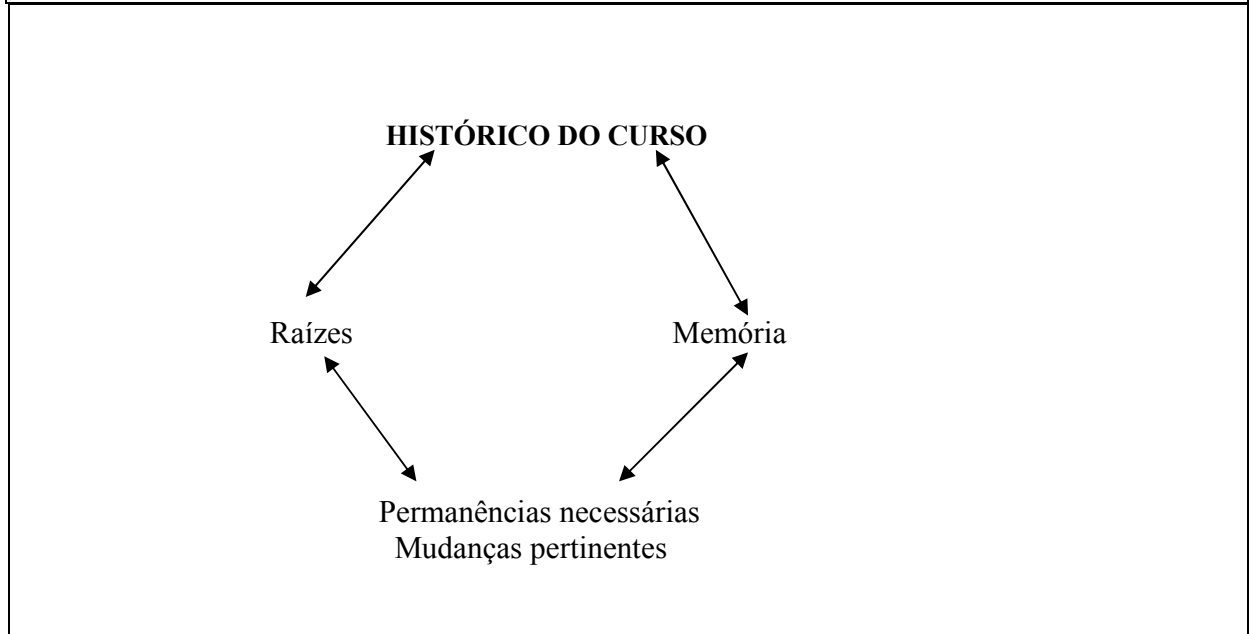 HISTÓRICO DO CURSO
Raízes
Memória
Permanências necessárias
Mudanças pertinentes